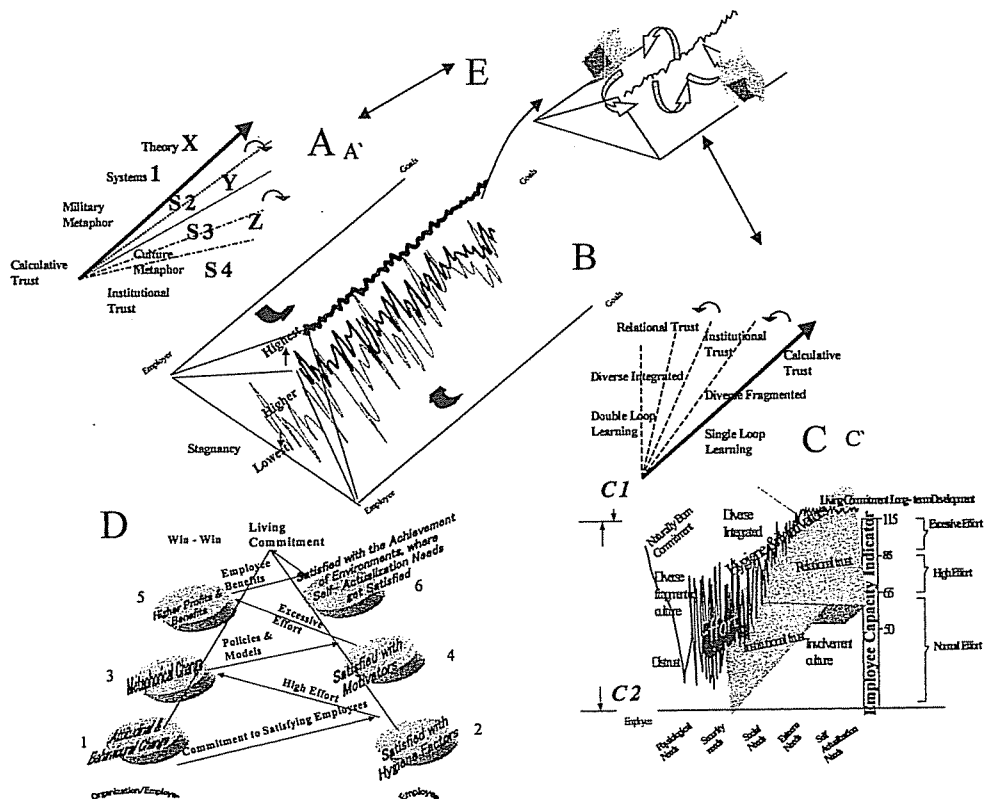 E
A A`
Theory X
Systems 1
Y
Military
Metaphor
S2
S3
Z
Culture
Metaphor
S4
Calculative
Trust
Institutional
Trust
Goals
Goals
B
Goals
Employer
Highest
Higher
Lowest
Stagnancy
Employee
Relational Trust
Institutional
Trust
Calculative
Trust
Diverse Integrated
Diverse Fragmented
Double Loop
Learning
Single Loop
Learning
C C`
C1
Living Commitment Long-term Development
Naturally Born
Commitment
Diverse
Integrated
Relational trust
Diverse
fragmented
culture
Efforts
Distrust
Institutional trust
Involvement
culture
Employee Capacity Indicator
115
85
65
50
Excessive Effort
High Effort
Normal Effort
C2
Employee
Physiological
Needs
Security
needs
Social
Needs
Esteem
Needs
Self
Actualization
Needs
D
Win - Win
Living
Commitment
Employee
Benefits
Satisfied with the Achievement
of Environments, where
Self-Actualization Needs
get Satisfied
5
Higher Profits &
Benefits
6
Excessive
Effort
Policies &
Models
3
Satisfied with
Motivators
4
High Effort
1
Attitudinal &
Behavioural Change
Commitment to Satisfying Employees
Satisfied with
Hygiene Factors
2